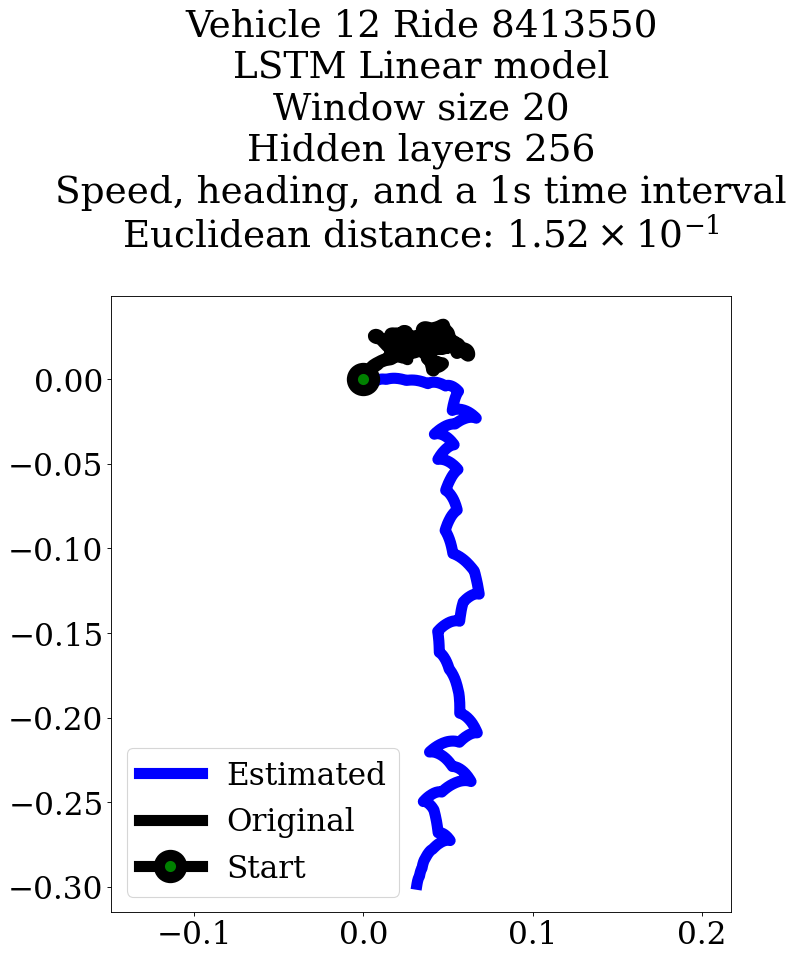 Vehicle 12 Ride 8413550
LSTM Linear model
Window size 20
Hidden layers 256
Speed, heading, and a 1s time interval
Euclidean distance: 1.52 × 10⁻¹
0.00
−0.05
−0.10
−0.15
−0.20
−0.25
−0.30
Estimated
Original
Start
−0.1
0.0
0.1
0.2